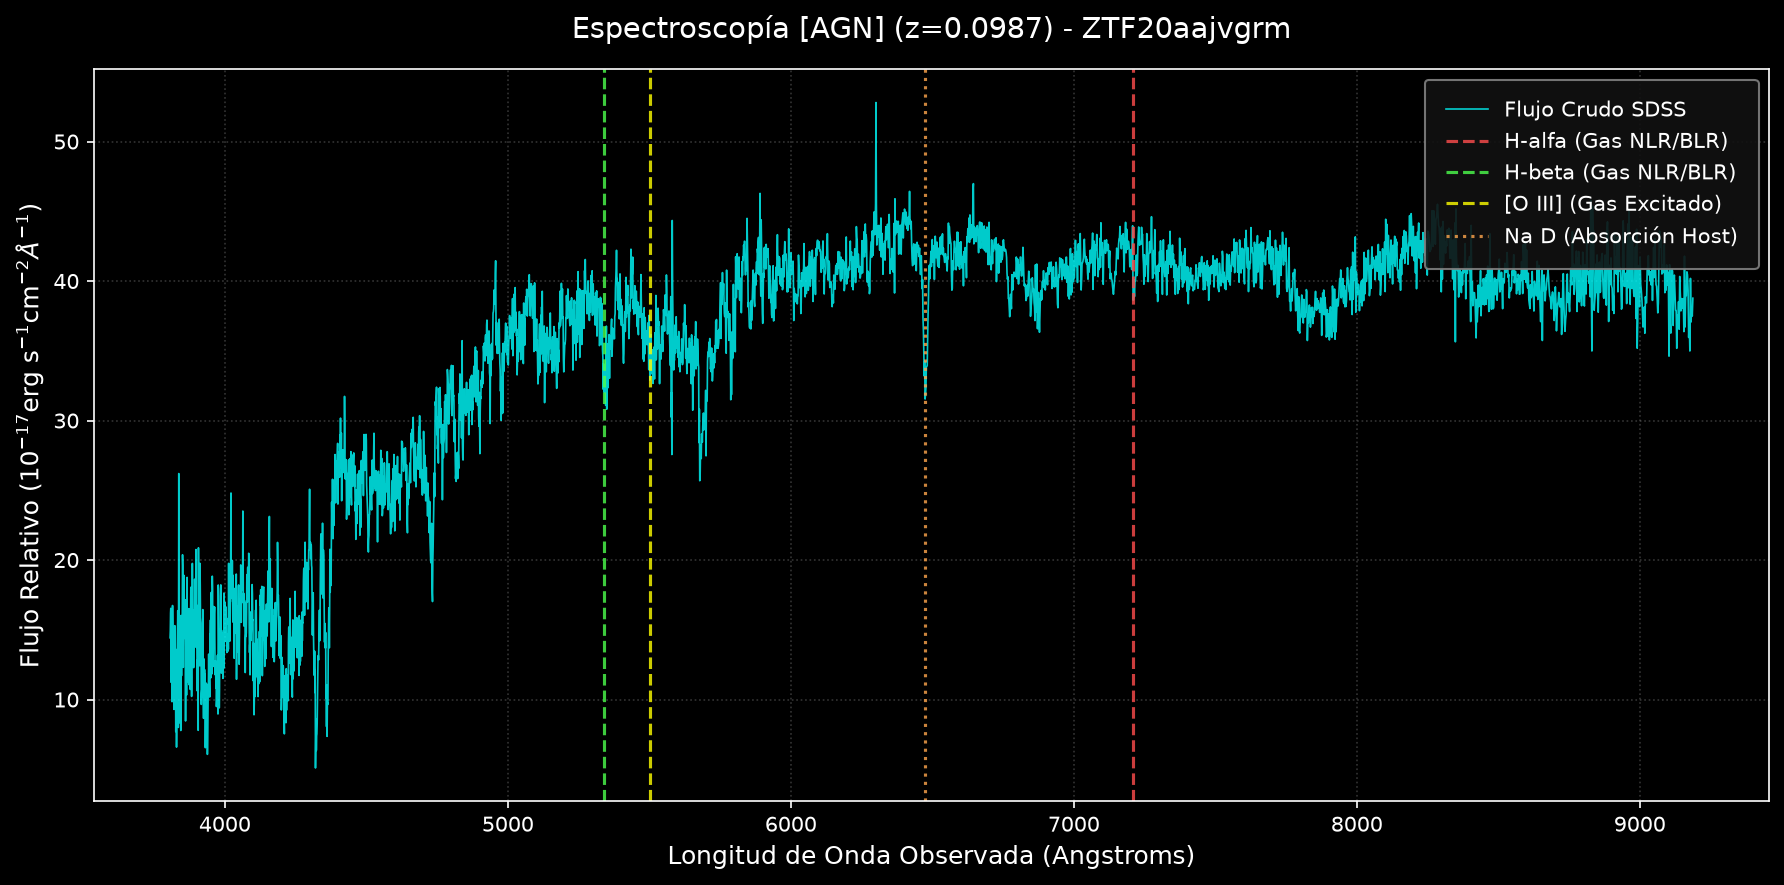 Espectroscopía [AGN] (z=0.0987) - ZTF20aajvgrm
Flujo Crudo SDSS
H-alfa (Gas NLR/BLR)
H-beta (Gas NLR/BLR)
[O III] (Gas Excitado)
Na D (Absorción Host)
Flujo Relativo (10⁻¹⁷erg s⁻¹cm⁻²Å⁻¹)
50
40
30
20
10
4000 5000 6000 7000 8000 9000
Longitud de Onda Observada (Angstroms)